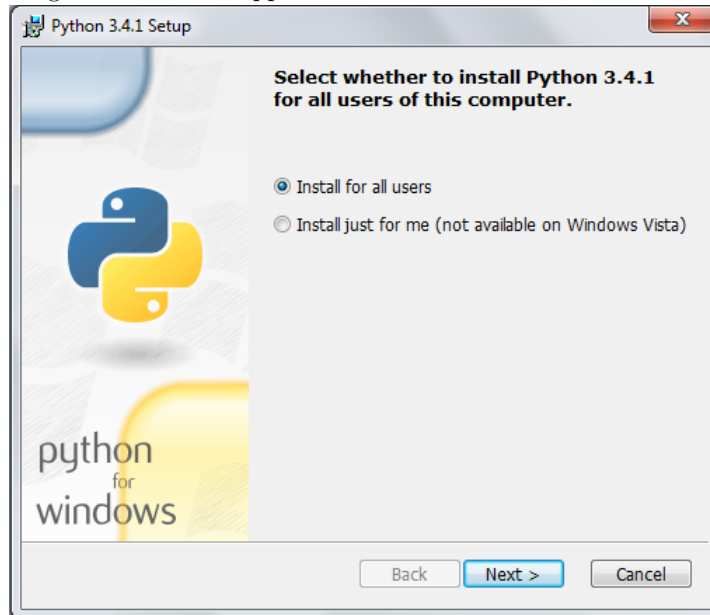 Python 3.4.1 Setup
Select whether to install Python 3.4.1
for all users of this computer.
Install for all users
Install just for me (not available on Windows Vista)
python
for
windows
Back
Next >
Cancel